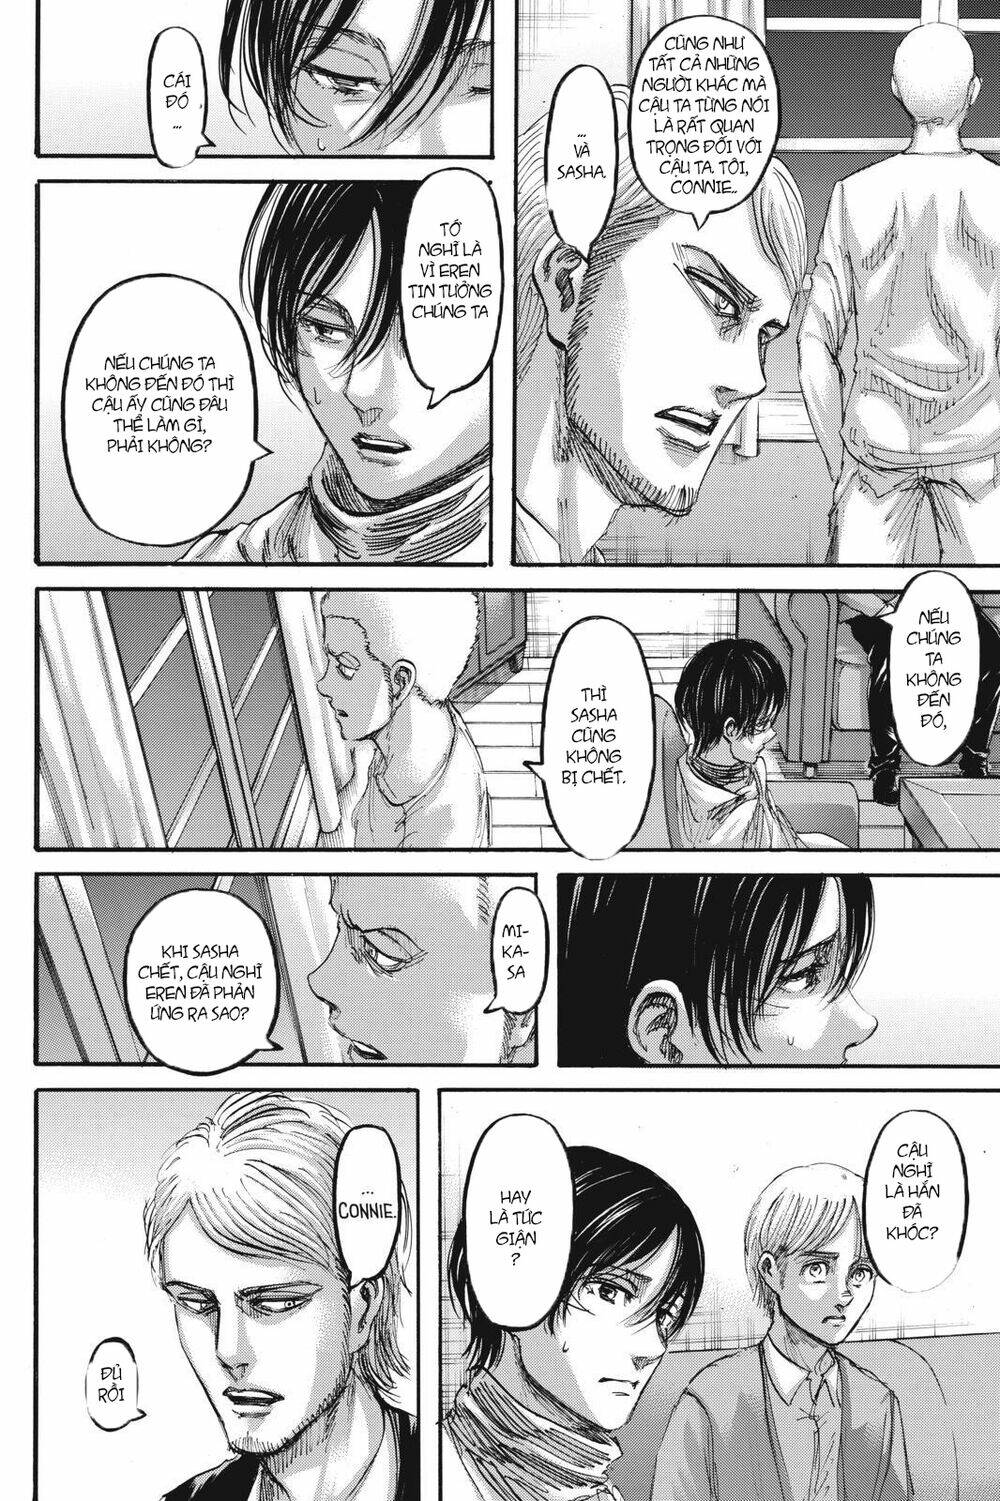 CŨNG NHƯ
TẤT CẢ NHỮNG
NGƯỜI KHÁC MÀ
CẬU TA TỪNG NÓI
LÀ RẤT QUAN
TRỌNG ĐỐI VỚI
CẬU TA. TÔI,
CONNIE..
...
VÀ
SASHA.
CÁI
ĐÓ
...
TỚ
NGHĨ LÀ
VÌ EREN
TIN TƯỞNG
CHÚNG TA
NẾU CHÚNG TA
KHÔNG ĐẾN ĐÓ THÌ
CẬU ẤY CŨNG ĐÂU
THỂ LÀM GÌ,
PHẢI KHÔNG?
NẾU
CHÚNG
TA
KHÔNG
ĐẾN
ĐÓ,
THÌ
SASHA
CŨNG
KHÔNG
BỊ CHẾT.
MI-
KA-
SA
KHI SASHA
CHẾT, CẬU NGHĨ
EREN ĐÃ PHẢN
ỨNG RA SAO?
CẬU
NGHĨ
LÀ HẮN
ĐÃ
KHÓC?
HAY
LÀ TỨC
GIẬN
?
...
CONNIE.
ĐỦ
RỒI